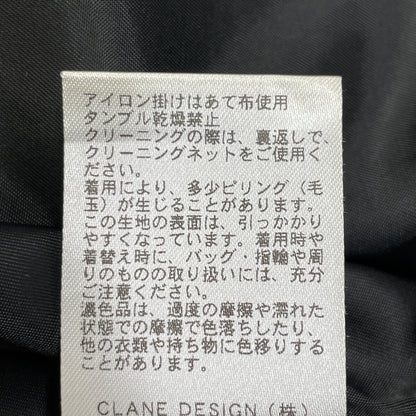 アイロン掛けはあて布使用
タンブル乾燥禁止
クリーニングの際は、裏返しで、
クリーニングネットをご使用く
ださい。
着用により、多少ピリング（毛
玉）が生じることがあります。
この生地の表面は、引っかかり
やすくなっています。着用時や
着替え時に、バッグ・指輪や周
りのものの取り扱いには、充分
ご注意ください。
濃色品は、過度の摩擦や濡れた
状態での摩擦で色落ちしたり、
他の衣類や持ち物に色移りする
ことがあります。
CLANE DESIGN（株）